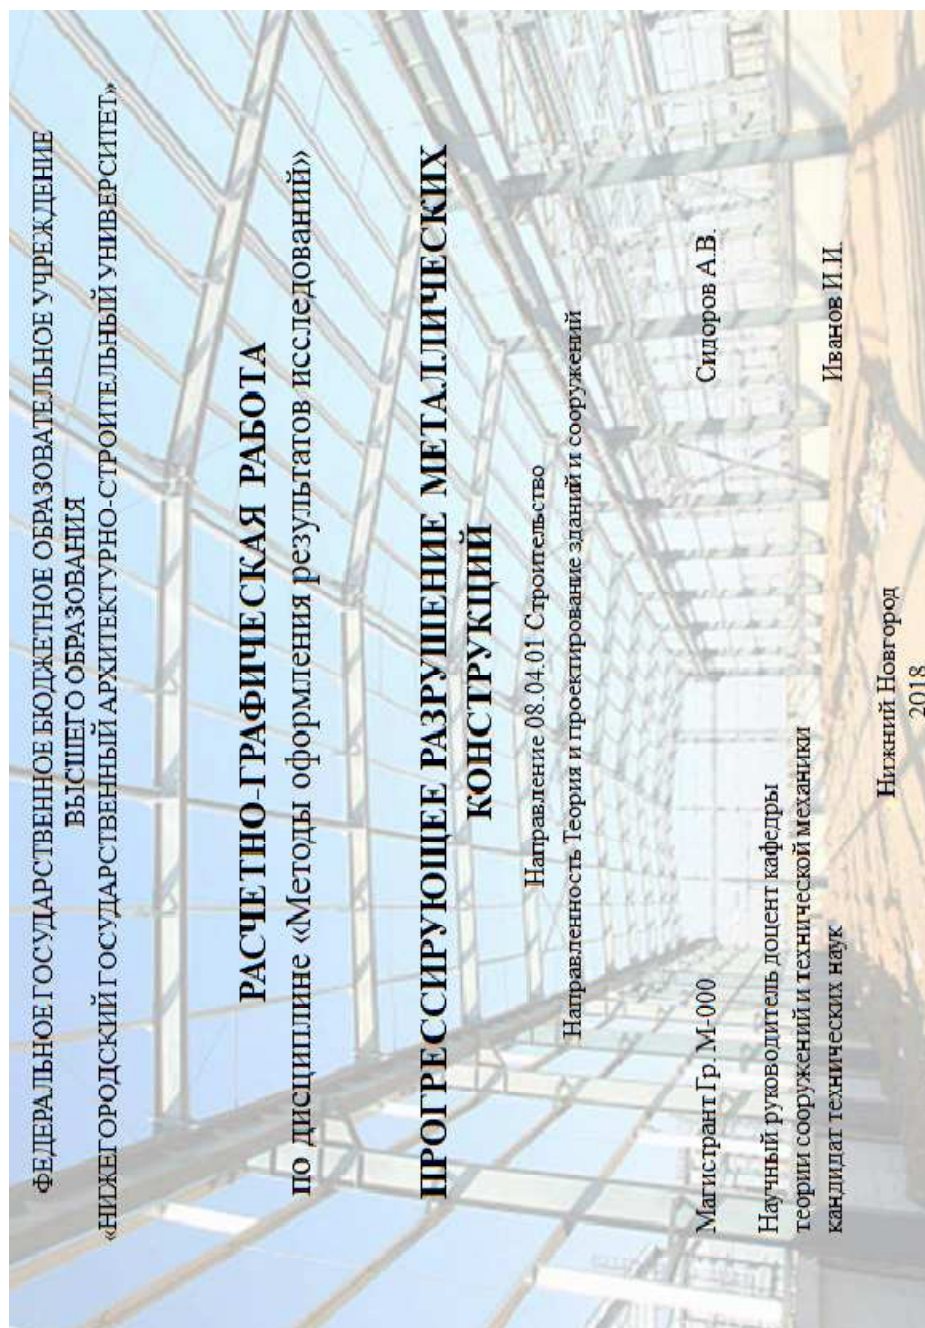 ФЕДЕРАЛЬНОЕ ГОСУДАРСТВЕННОЕ БЮДЖЕТНОЕ ОБРАЗОВАТЕЛЬНОЕ УЧРЕЖДЕНИЕ
ВЫСШЕГО ОБРАЗОВАНИЯ
«НИЖЕГОРОДСКИЙ ГОСУДАРСТВЕННЫЙ АРХИТЕКТУРНО-СТРОИТЕЛЬНЫЙ УНИВЕРСИТЕТ»
РАСЧЕТНО-ГРАФИЧЕСКАЯ РАБОТА
по дисциплине «Методы оформления результатов исследований»
ПРОГРЕССИРУЮЩЕЕ РАЗРУШЕНИЕ МЕТАЛЛИЧЕСКИХ
КОНСТРУКЦИЙ
Направление 08.04.01 Строительство
Направленность Теория и проектирование зданий и сооружений
Магистрант Гр. М-000 Сидоров А.В.
Научный руководитель доцент кафедры
теории сооружений и технической механики
кандидат технических наук Иванов И.И.
Нижний Новгород
2018